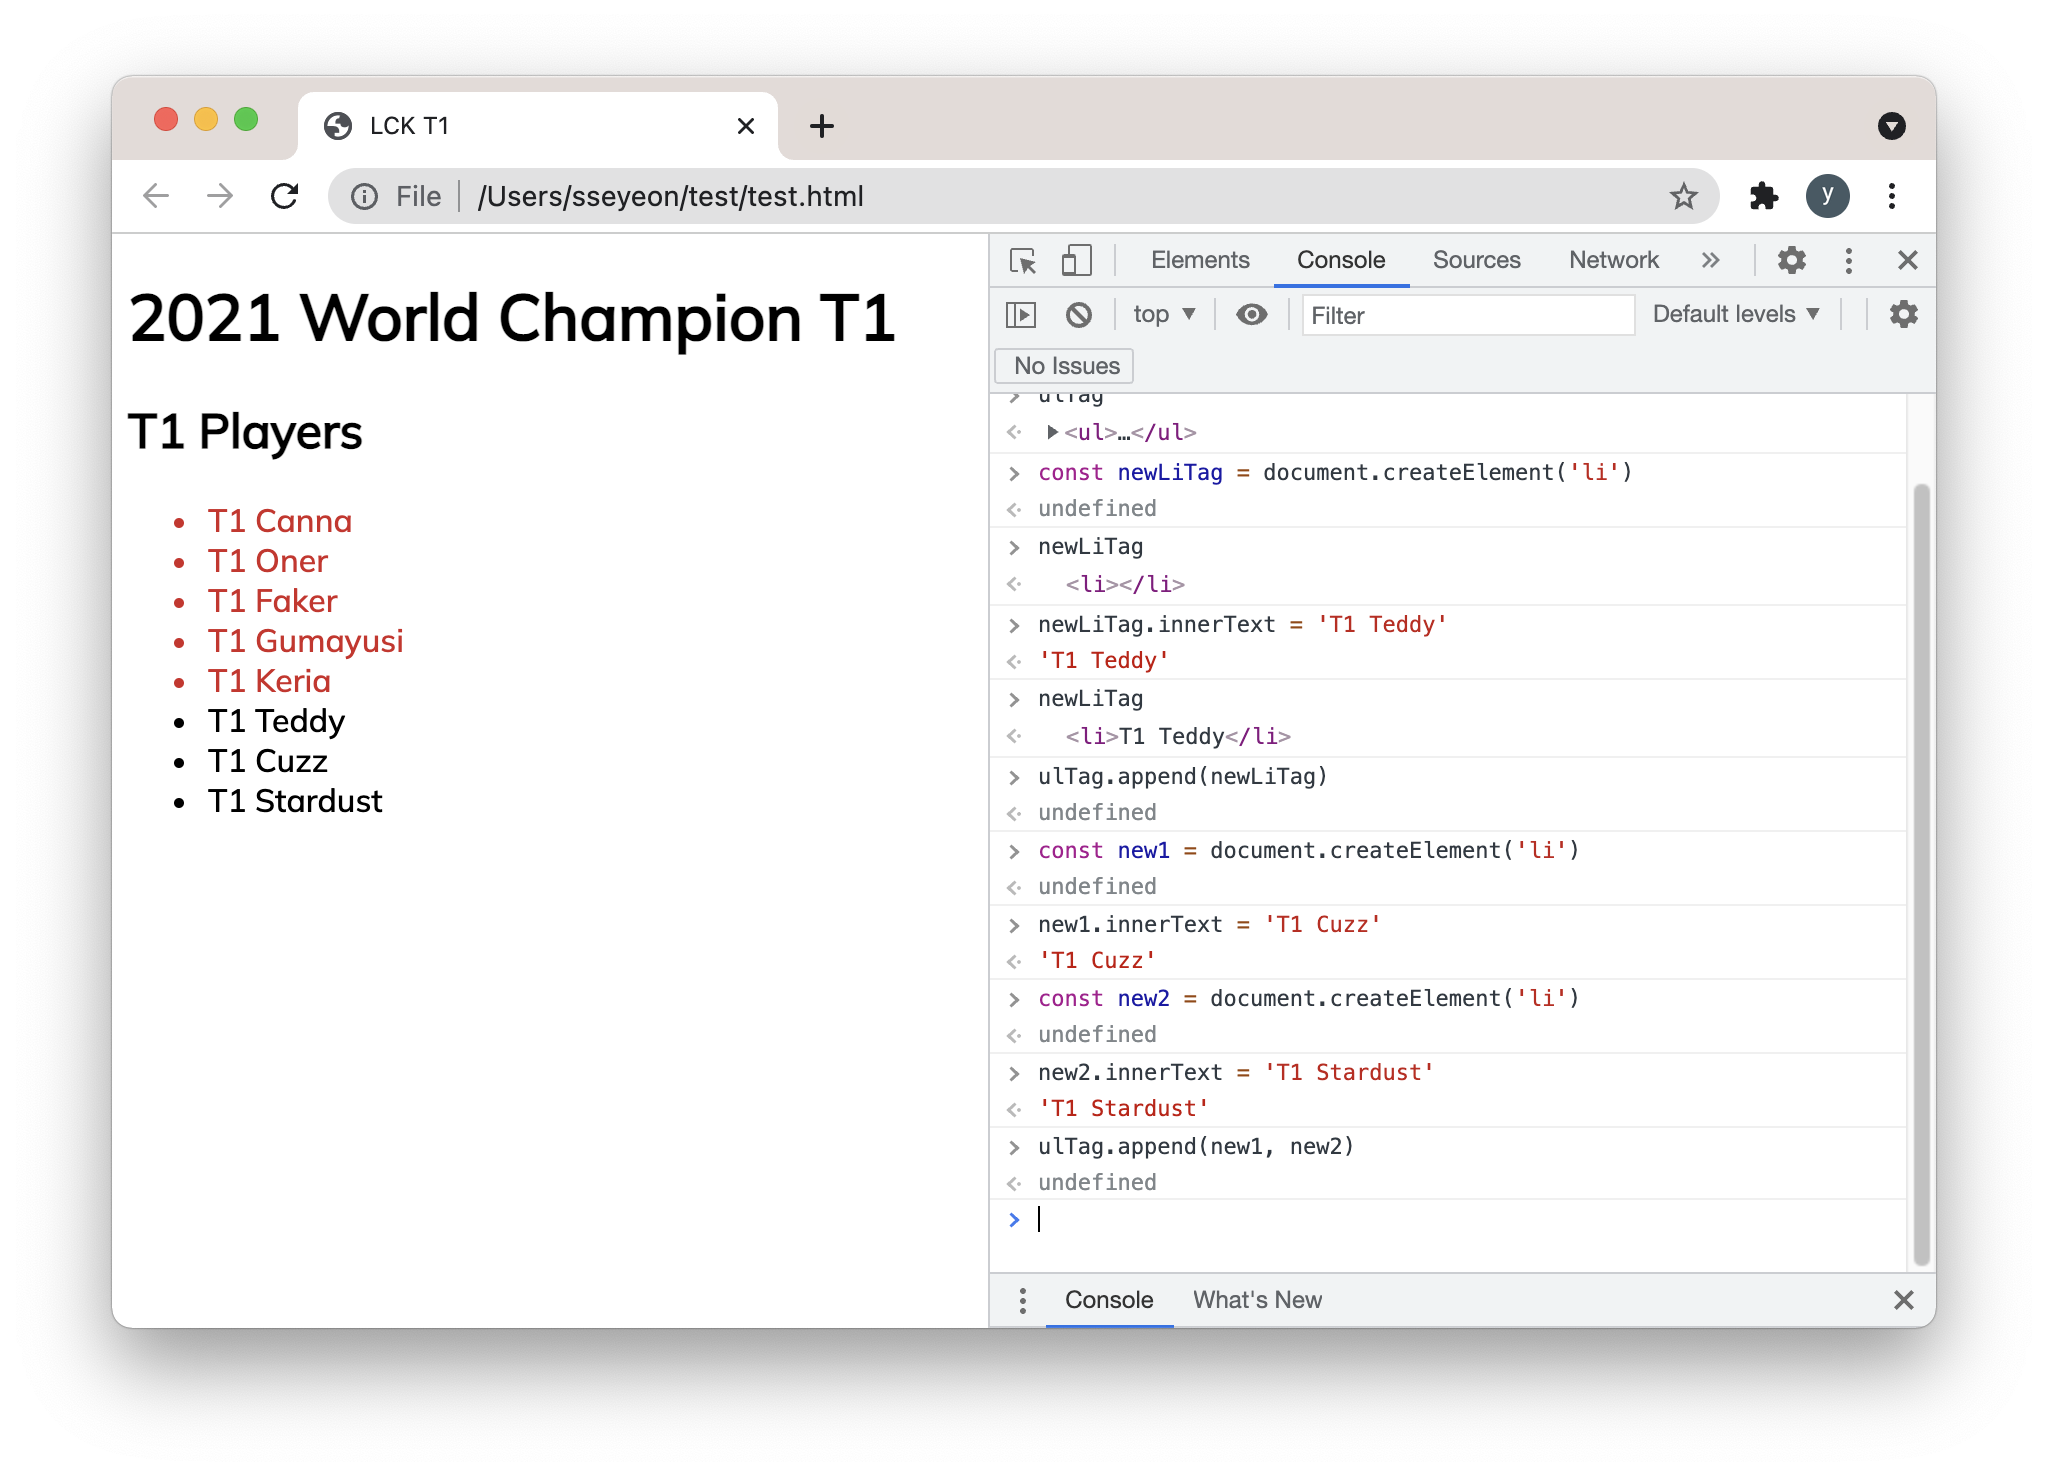 LCK T1
File /Users/sseyeon/test/test.html
y
2021 World Champion T1
T1 Players
T1 Canna
T1 Oner
T1 Faker
T1 Gumayusi
T1 Keria
T1 Teddy
T1 Cuzz
T1 Stardust
Elements Console Sources Network
top Filter Default levels
No Issues
ulTag
<ul>…</ul>
const newLiTag = document.createElement('li')
undefined
newLiTag
<li></li>
newLiTag.innerText = 'T1 Teddy'
'T1 Teddy'
newLiTag
<li>T1 Teddy</li>
ulTag.append(newLiTag)
undefined
const new1 = document.createElement('li')
undefined
new1.innerText = 'T1 Cuzz'
'T1 Cuzz'
const new2 = document.createElement('li')
undefined
new2.innerText = 'T1 Stardust'
'T1 Stardust'
ulTag.append(new1, new2)
undefined
Console What's New